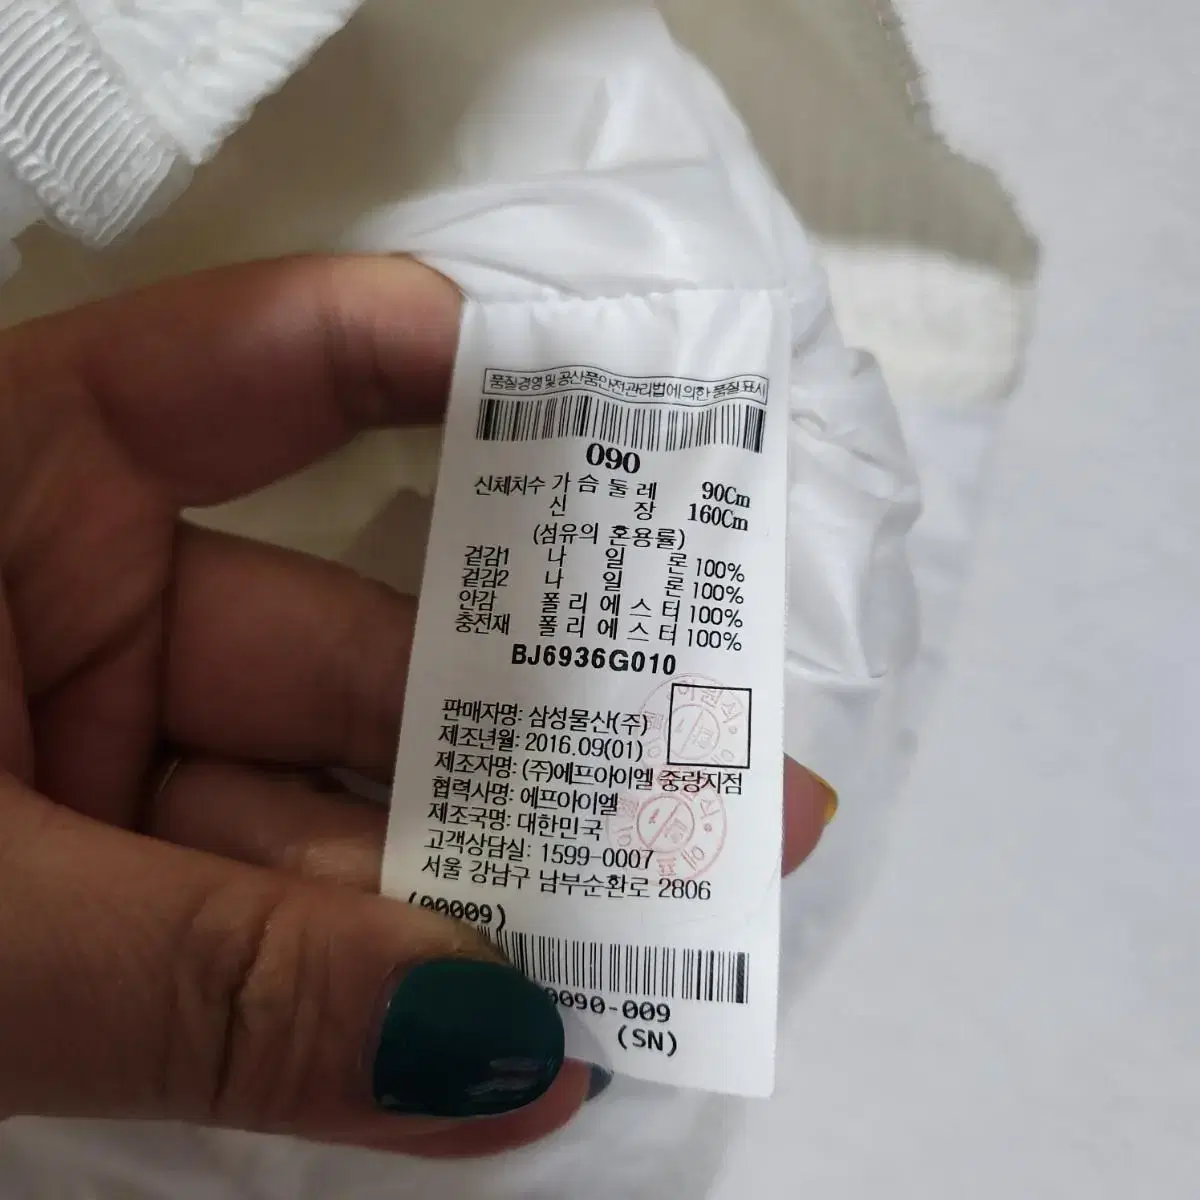 품질경영및공산품안전관리법에의한품질표시
090
신체치수 가슴둘레 90Cm
신장 160Cm
(섬유의 혼용률)
겉감1 나일론 100%
겉감2 나일론 100%
안감 폴리에스터 100%
충전재 폴리에스터 100%
BJ6936G010
판매자명: 삼성물산(주)
제조년월: 2016.09(01)
제조자명: (주)에프아이엘 중랑지점
협력사명: 에프아이엘
제조국명: 대한민국
고객상담실: 1599-0007
서울 강남구 남부순환로 2806
(00009)
0090-009
(SN)